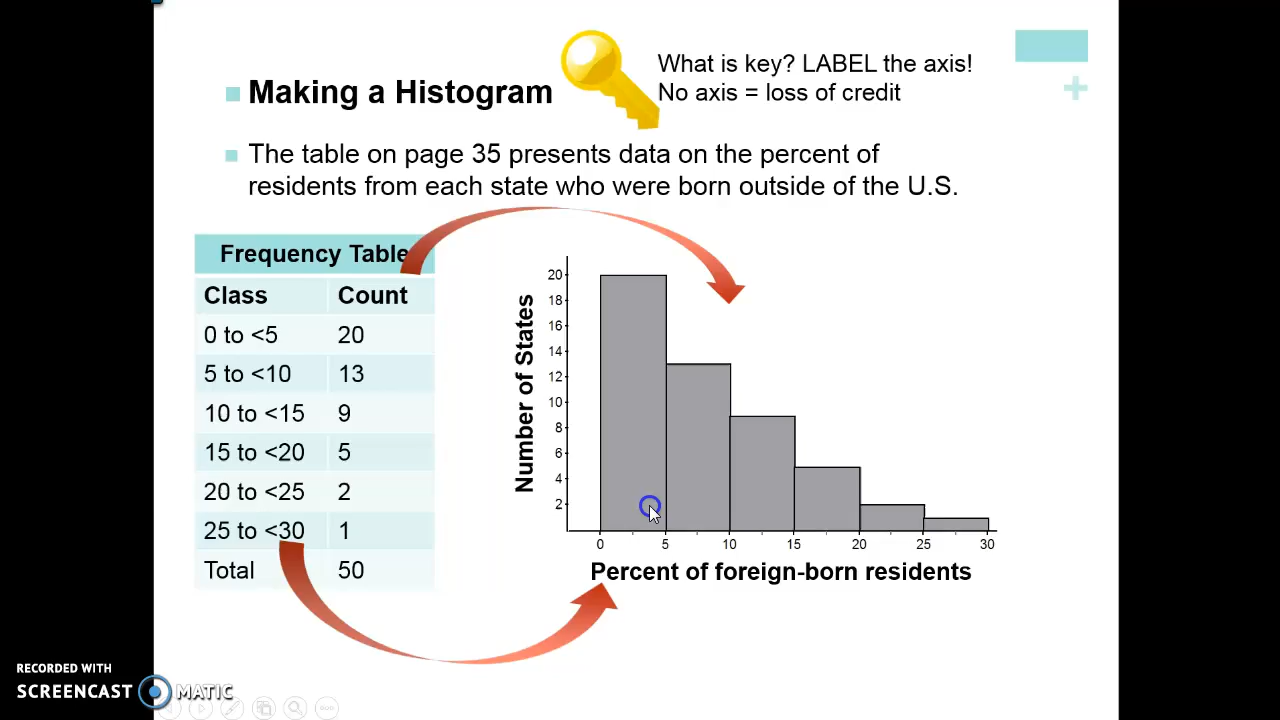 What is key? LABEL the axis!
No axis = loss of credit
Making a Histogram
The table on page 35 presents data on the percent of
residents from each state who were born outside of the U.S.
Frequency Table
Class Count
0 to <5 20
5 to <10 13
10 to <15 9
15 to <20 5
20 to <25 2
25 to <30 1
Total 50
Number of States
20
18
16
14
12
10
8
6
4
2
0 5 10 15 20 25 30
Percent of foreign-born residents
RECORDED WITH
SCREENCAST MATIC